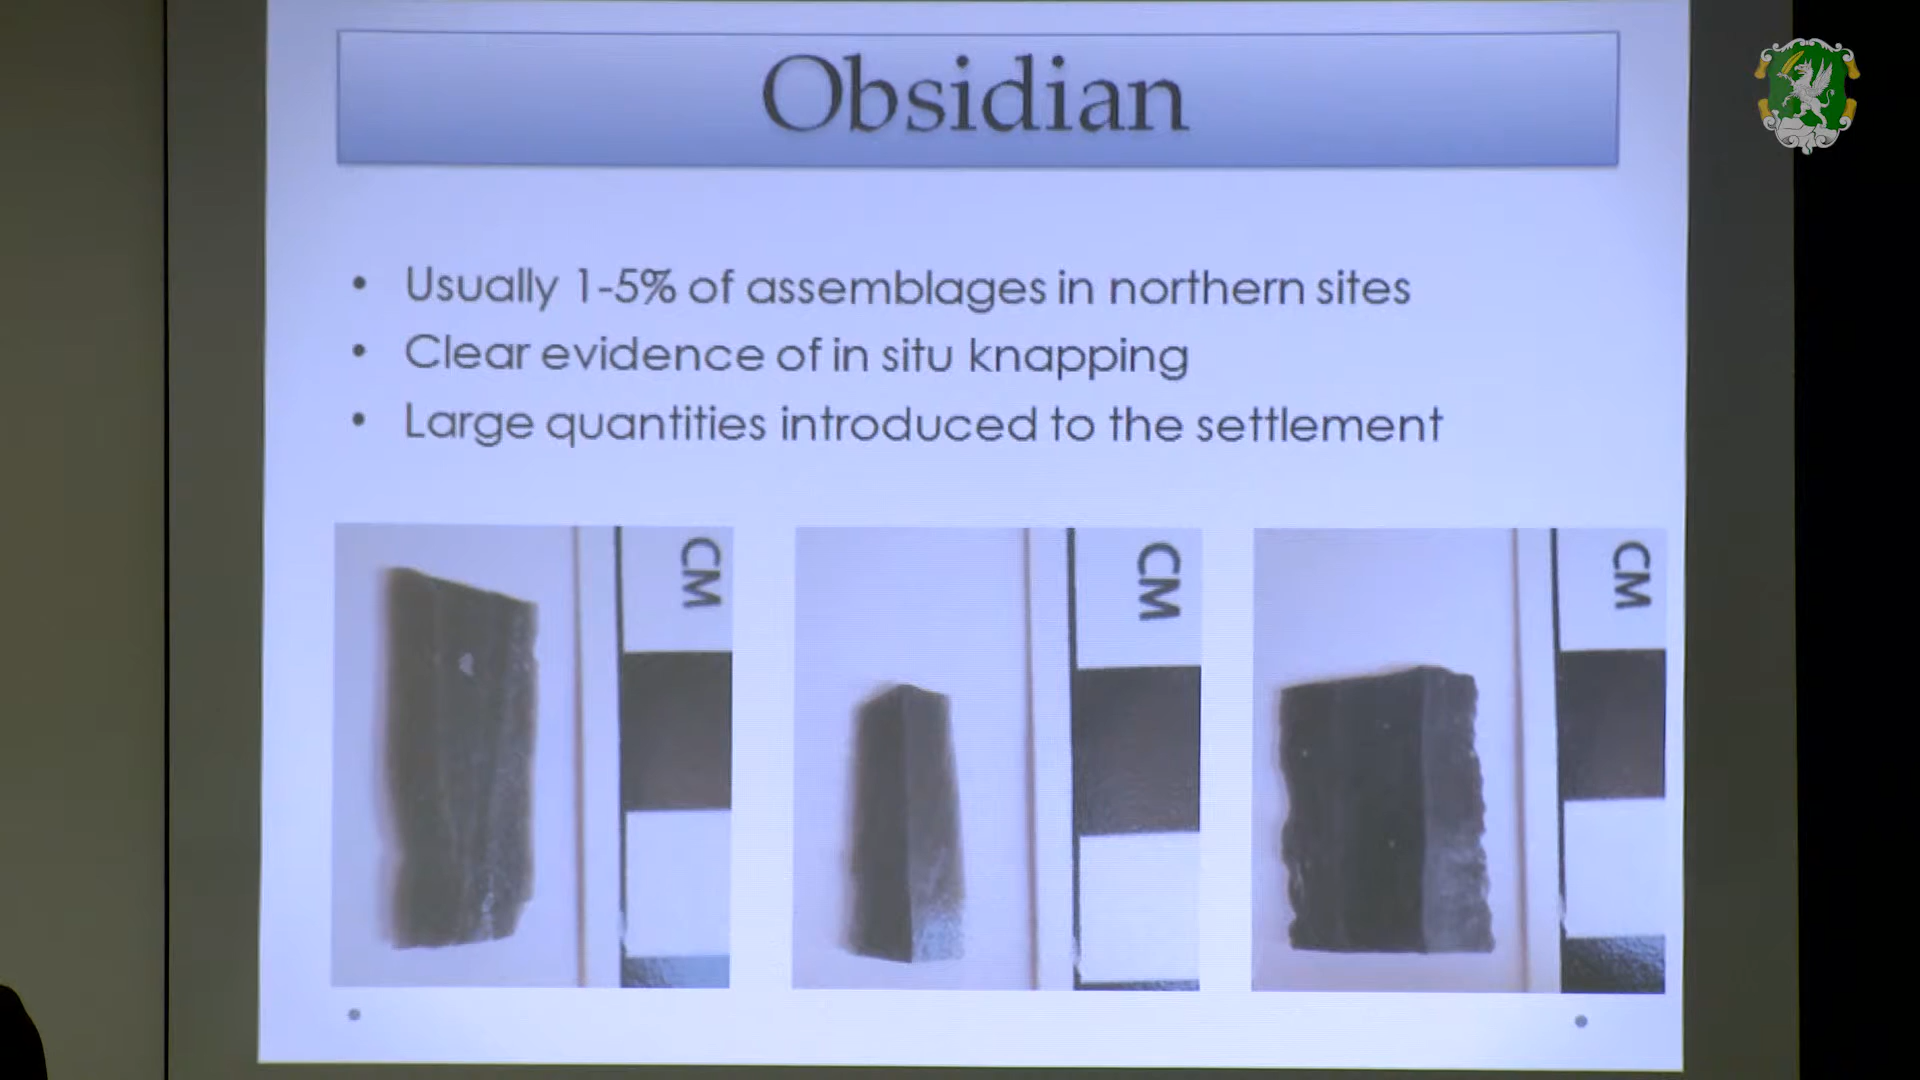 Obsidian
• Usually 1-5% of assemblages in northern sites
• Clear evidence of in situ knapping
• Large quantities introduced to the settlement
CM
CM
CM